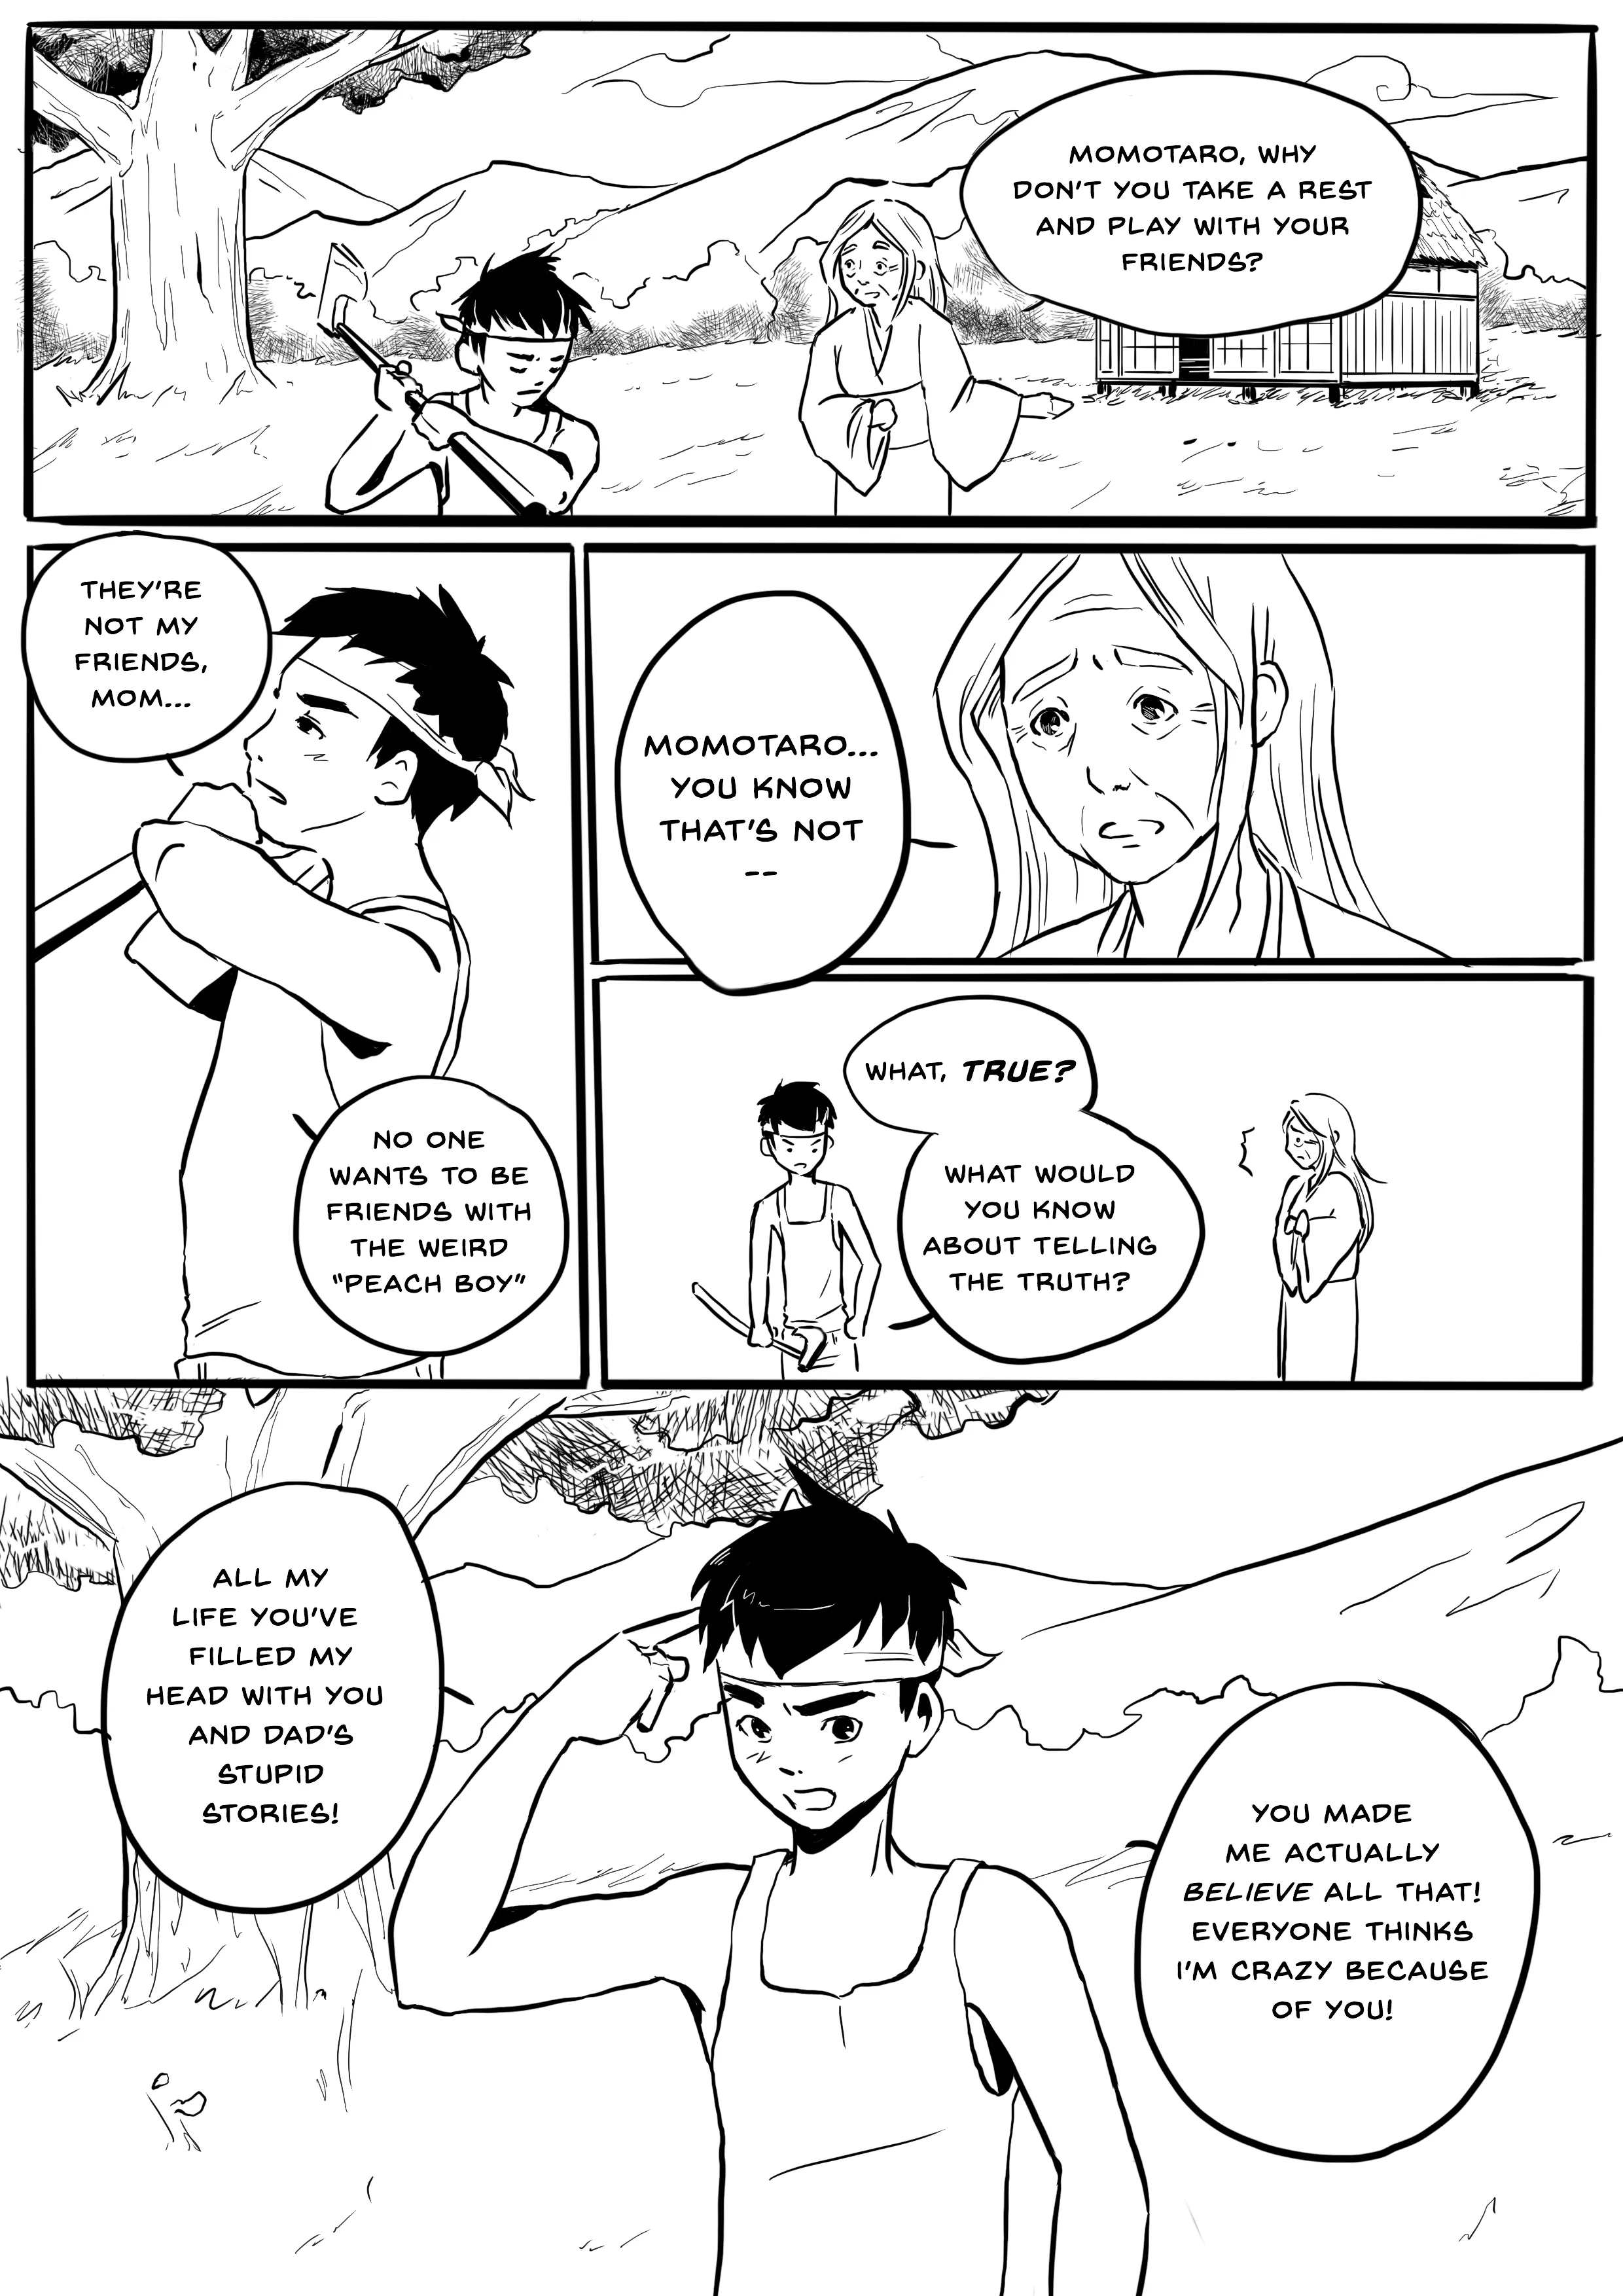 MOMOTARO, WHY
DON'T YOU TAKE A REST
AND PLAY WITH YOUR
FRIENDS?
THEY'RE
NOT MY
FRIENDS,
MOM...
NO ONE
WANTS TO BE
FRIENDS WITH
THE WEIRD
"PEACH BOY"
MOMOTARO...
YOU KNOW
THAT'S NOT
--
WHAT, TRUE?
WHAT WOULD
YOU KNOW
ABOUT TELLING
THE TRUTH?
ALL MY
LIFE YOU'VE
FILLED MY
HEAD WITH YOU
AND DAD'S
STUPID
STORIES!
YOU MADE
ME ACTUALLY
BELIEVE ALL THAT!
EVERYONE THINKS
I'M CRAZY BECAUSE
OF YOU!